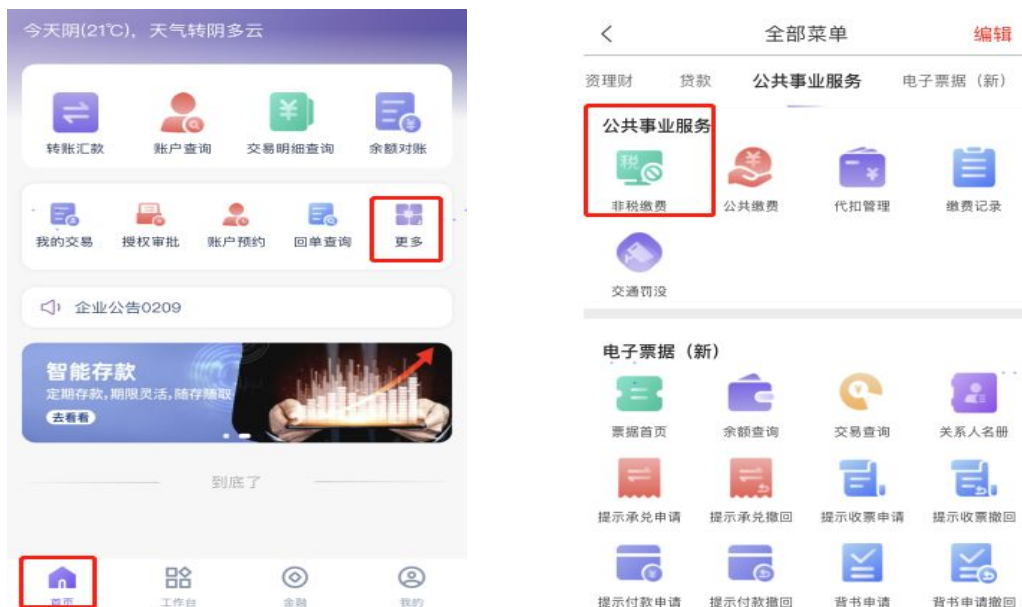 今天阴(21℃)，天气转阴多云
转账汇款 账户查询 交易明细查询 余额对账
我的交易 授权审批 账户预约 回单查询 更多
企业公告0209
智能存款
定期存款,期限灵活,随存随取
去看看
到底了
首页 工作台 金融 我的
全部菜单 编辑
资理财 贷款 公共事业服务 电子票据（新）
公共事业服务
税
非税缴费 公共缴费 代扣管理 缴费记录
交通罚没
电子票据（新）
票据首页 余额查询 交易查询 关系人名册
提示承兑申请 提示承兑撤回 提示收票申请 提示收票撤回
提示付款申请 提示付款撤回 背书申请 背书申请撤回